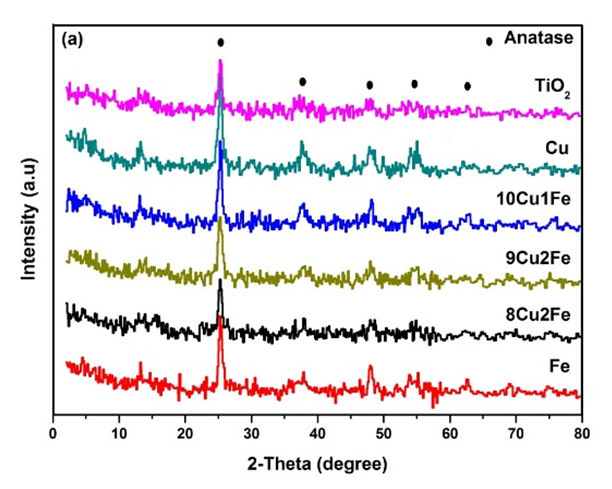 (a)
Anatase
TiO2
Cu
10Cu1Fe
9Cu2Fe
8Cu2Fe
Fe
Intensity (a.u)
0 10 20 30 40 50 60 70 80
2-Theta (degree)